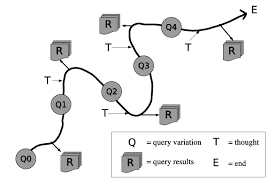 E
R
Q4
R
T
T
R
Q3
T
Q2
Q1
T
R
Q0
R
Q = query variation T = thought
R = query results E = end